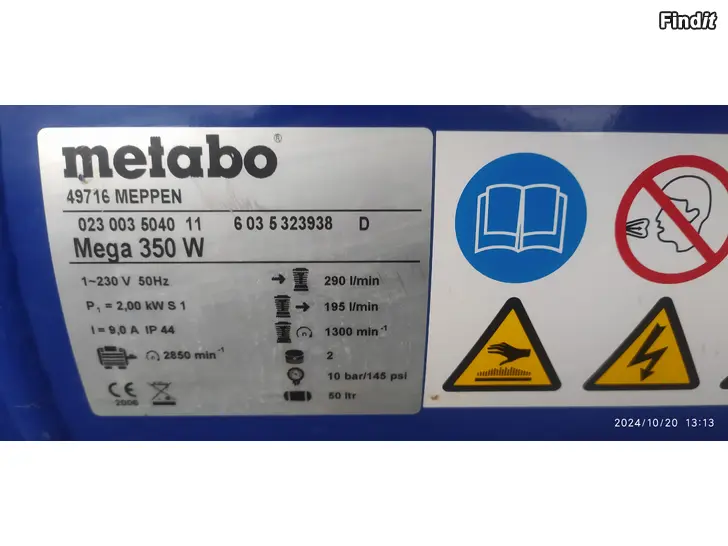 Findit
metabo®
49716 MEPPEN
023 003 5040 11 6 03 5 323938 D
Mega 350 W
1~230 V 50Hz
290 l/min
P₁ = 2,00 kW S 1
195 l/min
I = 9,0 A IP 44
1300 min⁻¹
2850 min⁻¹
2
10 bar/145 psi
CE
2006
50 ltr
2024/10/20 13:13